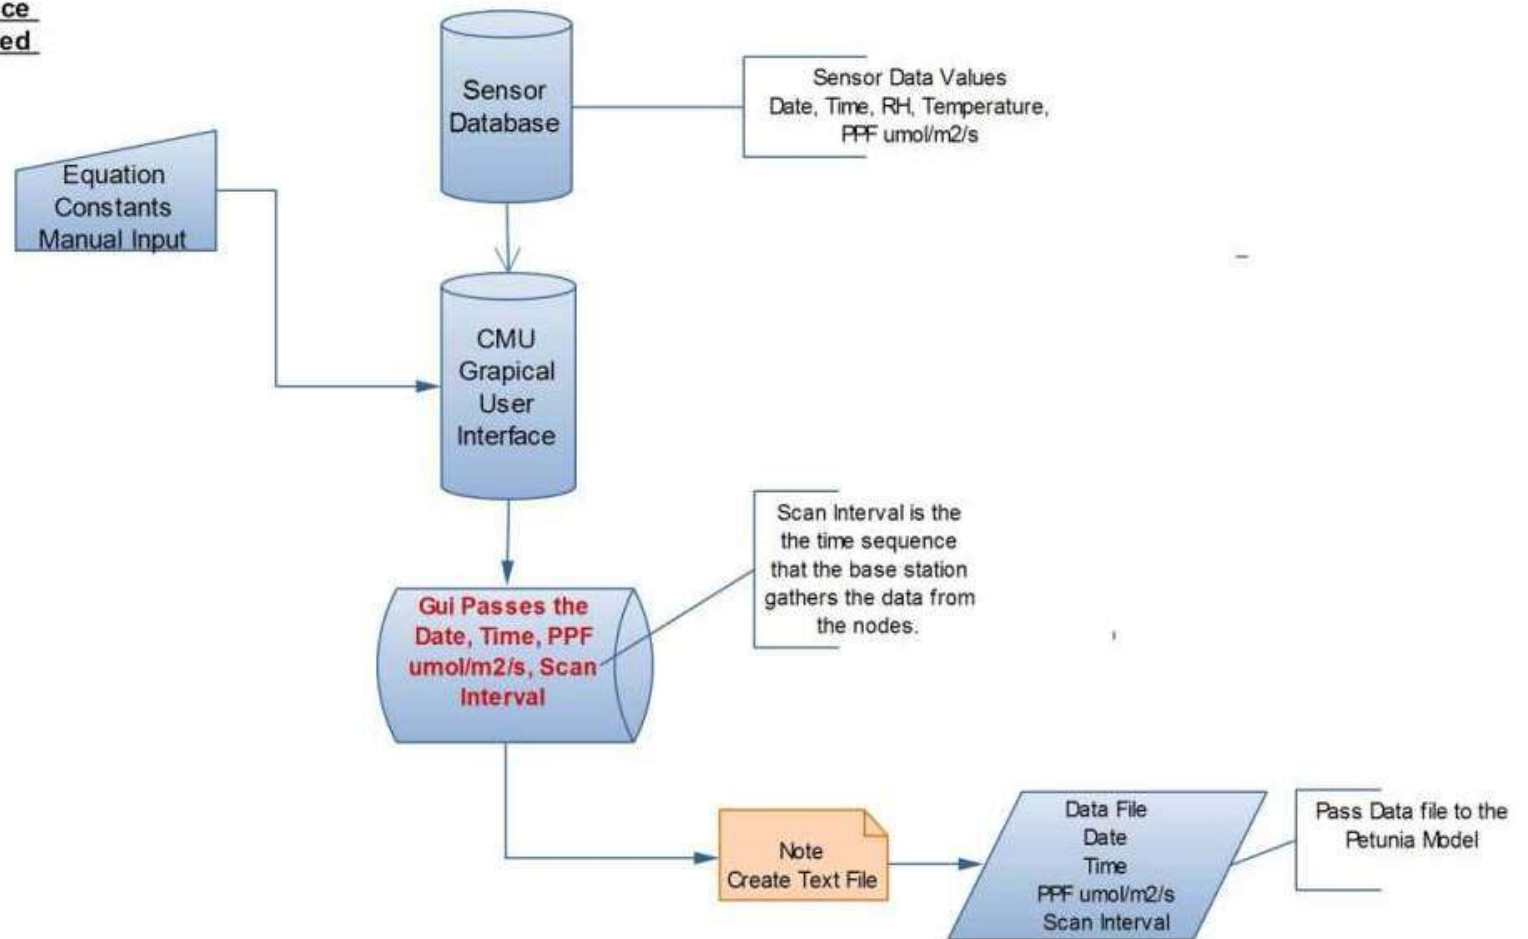 ce
ed
Sensor
Database
Sensor Data Values
Date, Time, RH, Temperature,
PPF umol/m2/s
Equation
Constants
Manual Input
CMU
Grapical
User
Interface
Scan Interval is the
the time sequence
that the base station
gathers the data from
the nodes.
Gui Passes the
Date, Time, PPF
umol/m2/s, Scan
Interval
Note
Create Text File
Data File
Date
Time
PPF umol/m2/s
Scan Interval
Pass Data file to the
Petunia Model